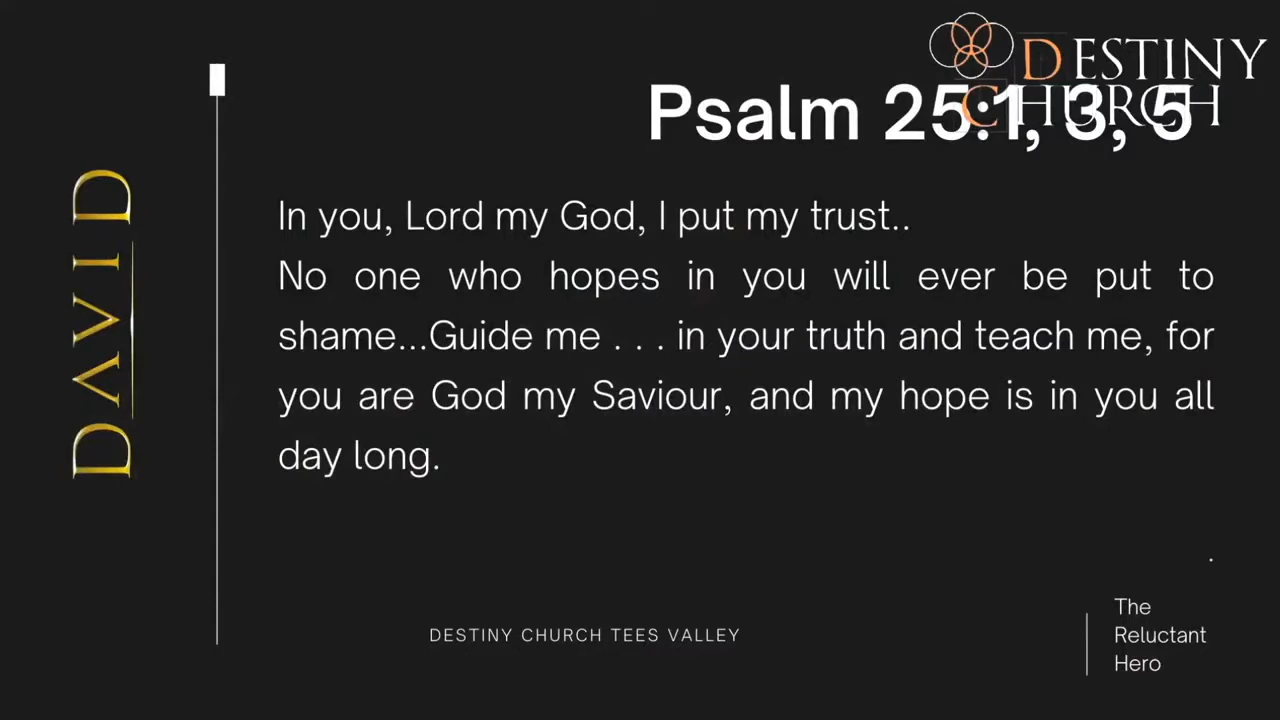 DESTINY
CHURCH
Psalm 25:1, 3, 5
DAVID
In you, Lord my God, I put my trust..
No one who hopes in you will ever be put to
shame...Guide me . . . in your truth and teach me, for
you are God my Saviour, and my hope is in you all
day long.
.
DESTINY CHURCH TEES VALLEY
The
Reluctant
Hero